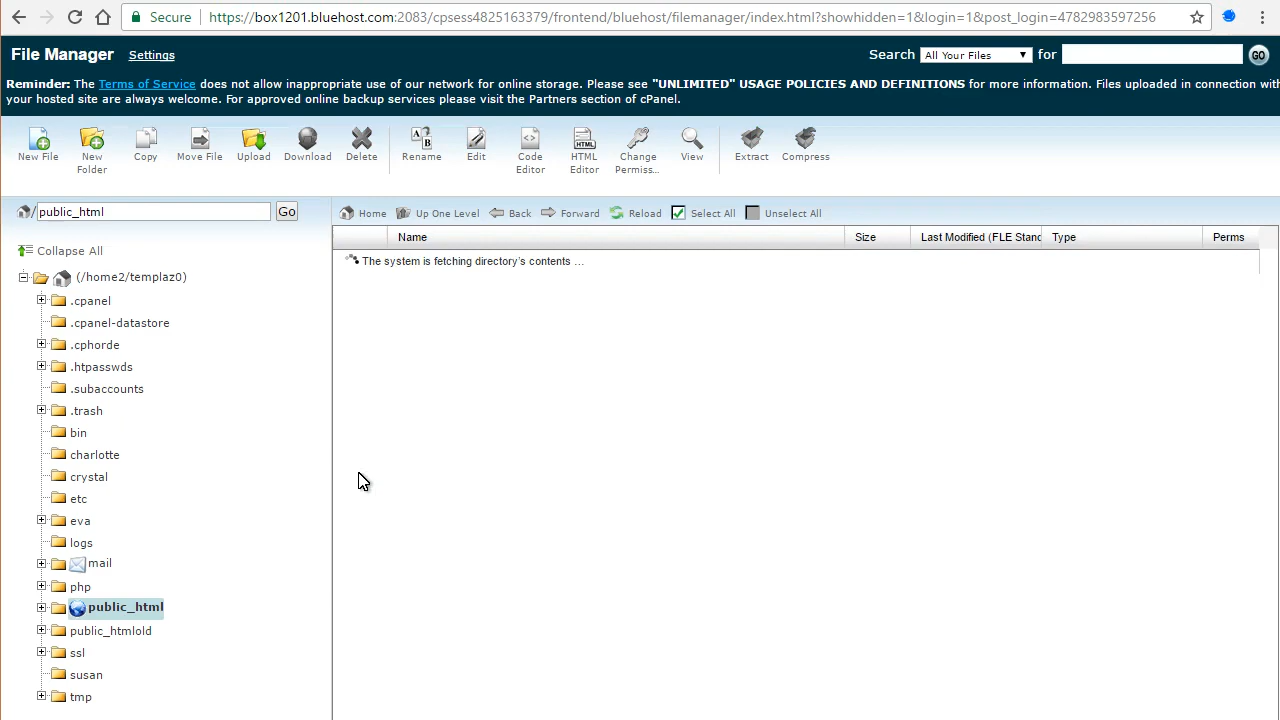 Secure https://box1201.bluehost.com:2083/cpsess4825163379/frontend/bluehost/filemanager/index.html?showhidden=1&login=1&post_login=4782983597256
File Manager Settings Search All Your Files for GO
Reminder: The Terms of Service does not allow inappropriate use of our network for online storage. Please see "UNLIMITED" USAGE POLICIES AND DEFINITIONS for more information. Files uploaded in connection with
your hosted site are always welcome. For approved online backup services please visit the Partners section of cPanel.
New File New Folder Copy Move File Upload Download Delete Rename Edit Code Editor HTML Editor Change Permiss... View Extract Compress
/ public_html Go
Home Up One Level Back Forward Reload Select All Unselect All
Name Size Last Modified (FLE Stand Type Perms
The system is fetching directory's contents ...
Collapse All
(/home2/templaz0)
.cpanel
.cpanel-datastore
.cphorde
.htpasswds
.subaccounts
.trash
bin
charlotte
crystal
etc
eva
logs
mail
php
public_html
public_htmlold
ssl
susan
tmp